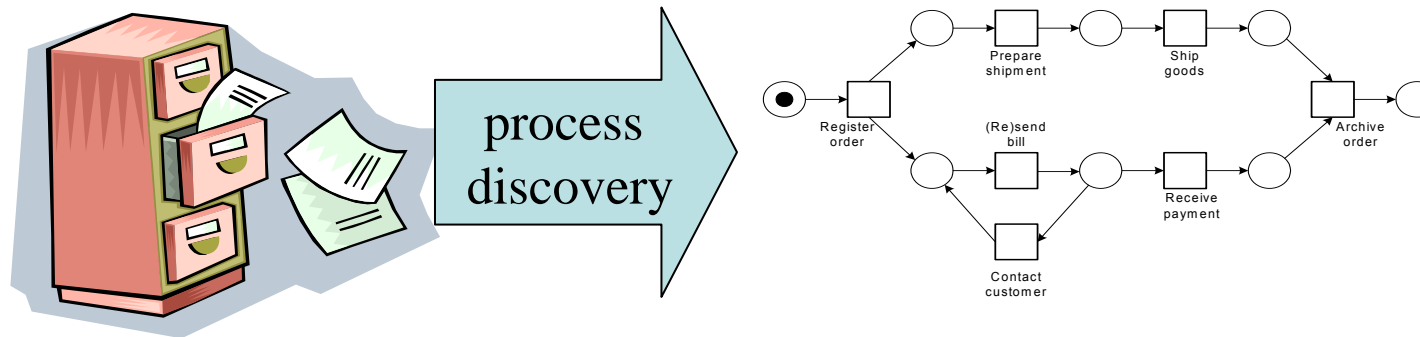 process
discovery
Prepare
shipment
Ship
goods
Register
order
(Re)send
bill
Archive
order
Receive
payment
Contact
customer